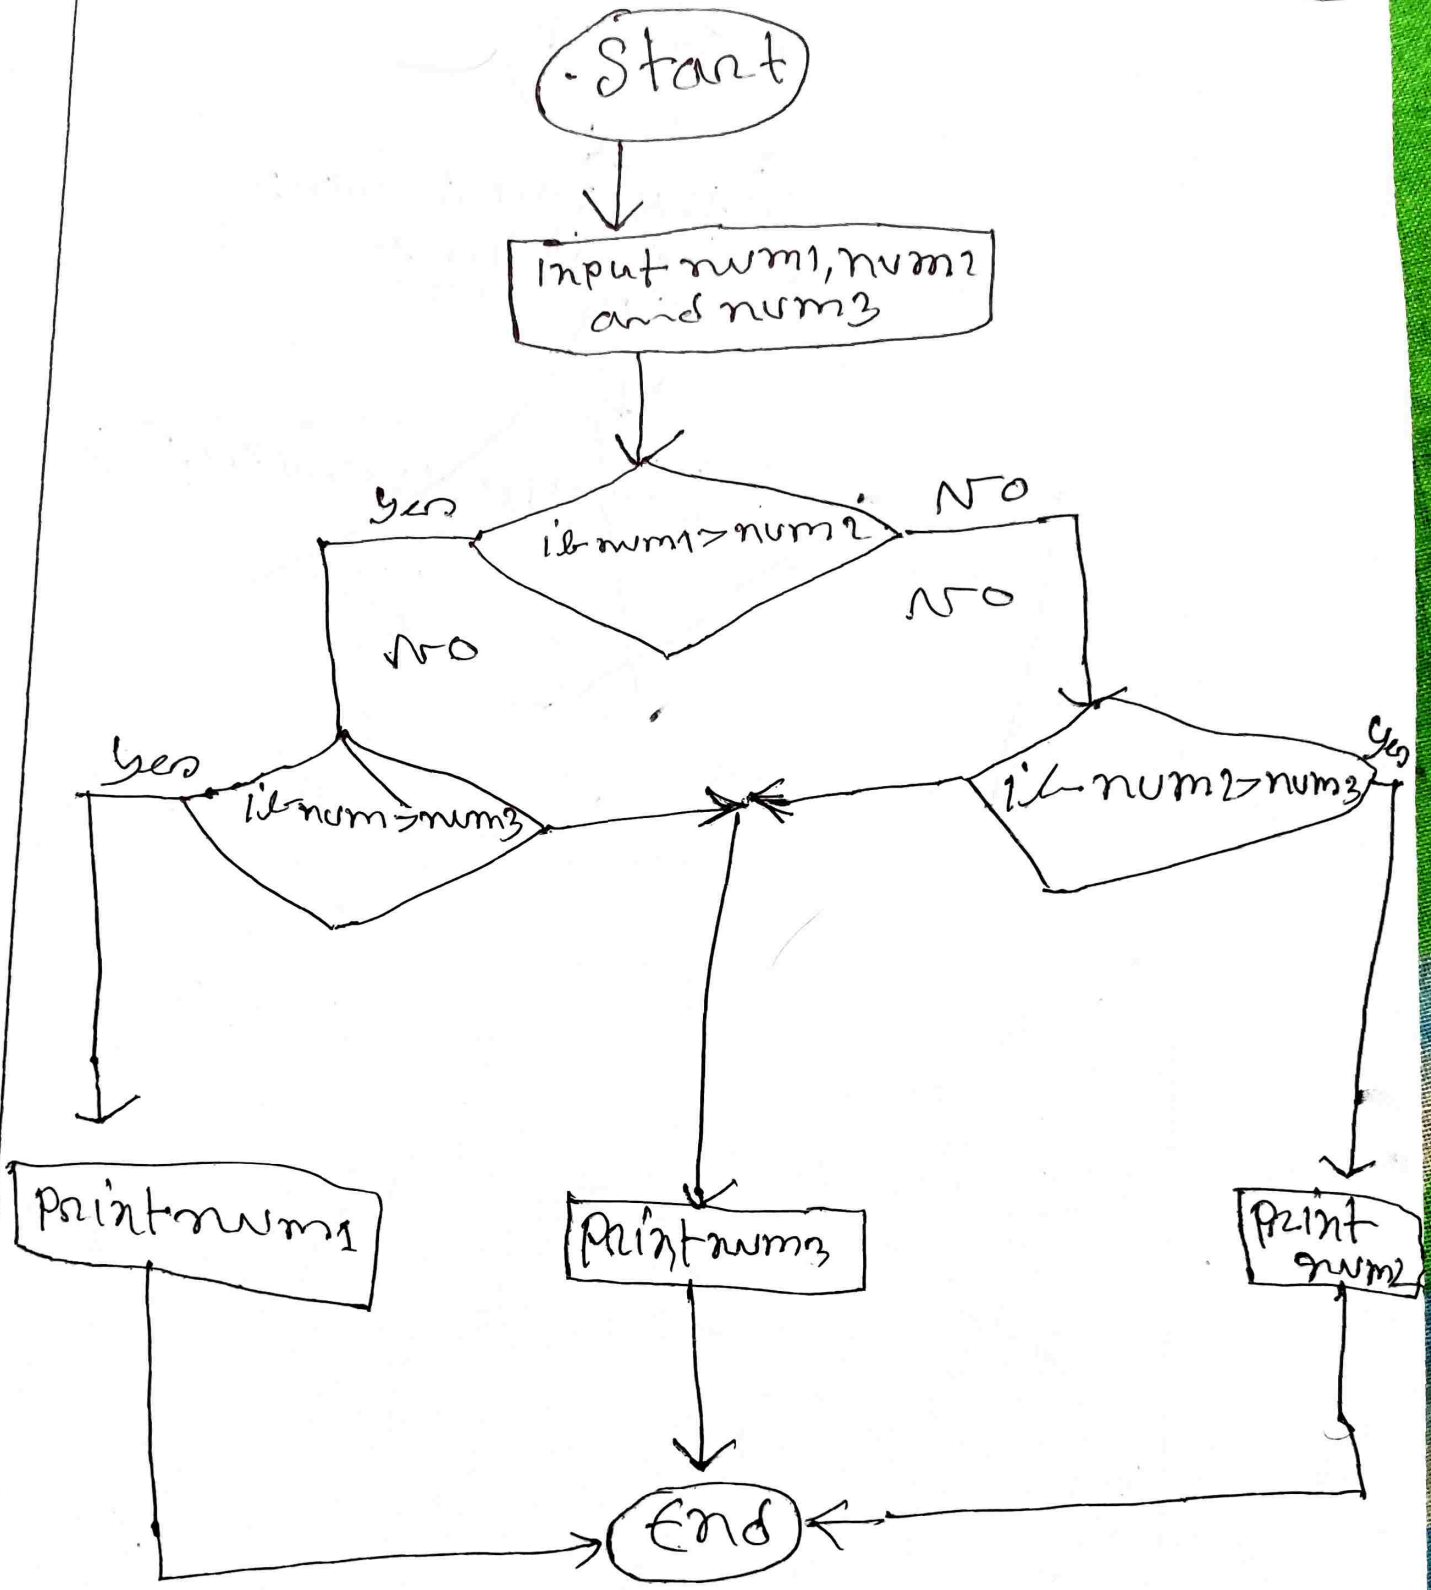 Start
input num1, num2
and num3
yes
NO
if num1>num2
NO
NO
yes
if num>num3
if num2>num3
yes
print num1
print num3
print
num2
End